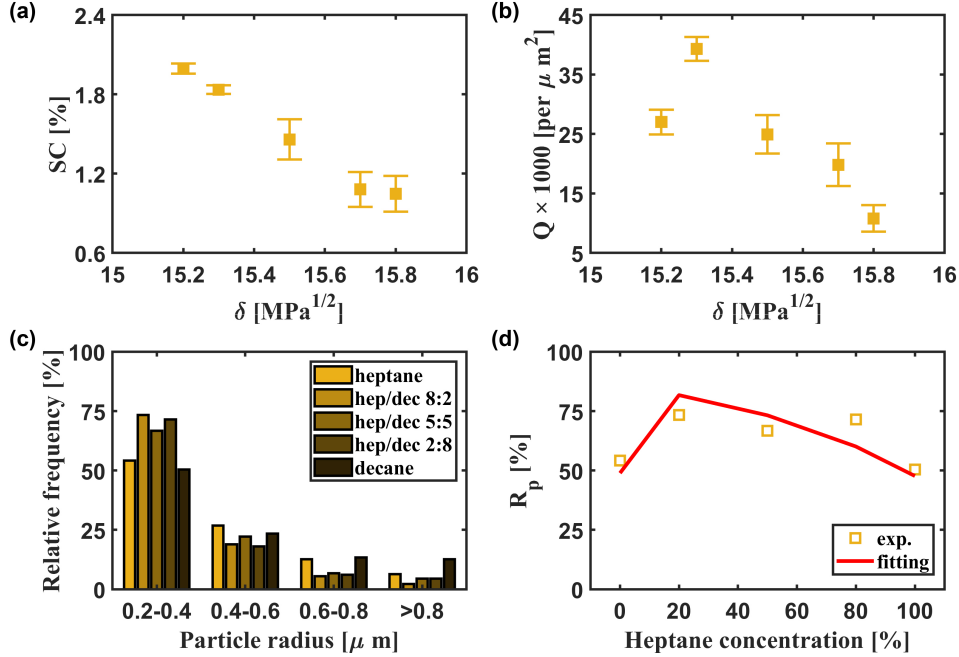 (a)
2.4
1.8
1.2
0.6
SC [%]
15 15.2 15.4 15.6 15.8 16
δ [MPa^1/2]
(b)
45
35
25
15
5
Q × 1000 [per μ m^2]
15 15.2 15.4 15.6 15.8 16
δ [MPa^1/2]
(c)
100
75
50
25
0
Relative frequency [%]
heptane
hep/dec 8:2
hep/dec 5:5
hep/dec 2:8
decane
0.2-0.4 0.4-0.6 0.6-0.8 >0.8
Particle radius [μ m]
(d)
100
75
50
25
0
R_p [%]
exp.
fitting
0 20 40 60 80 100
Heptane concentration [%]